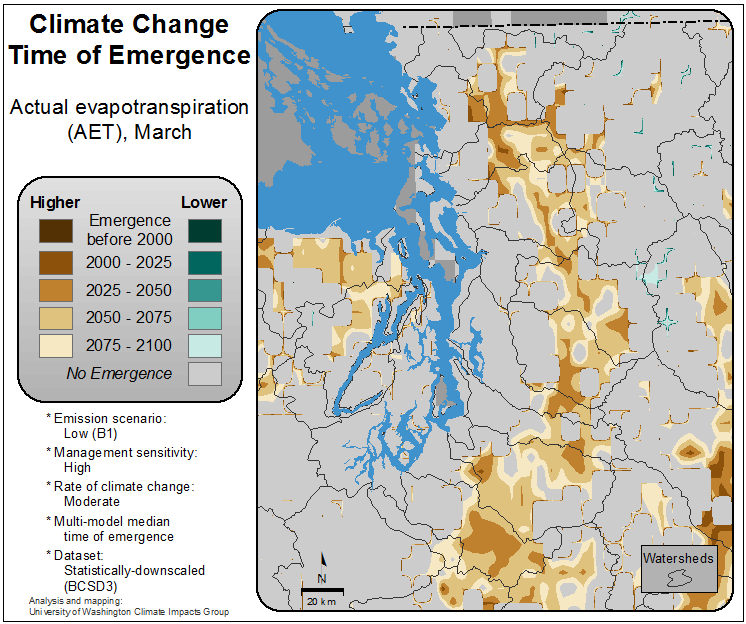 Climate Change
Time of Emergence
Actual evapotranspiration
(AET), March
Higher Lower
Emergence
before 2000
2000 - 2025
2025 - 2050
2050 - 2075
2075 - 2100
No Emergence
* Emission scenario:
Low (B1)
* Management sensitivity:
High
* Rate of climate change:
Moderate
* Multi-model median
time of emergence
* Dataset:
Statistically-downscaled
(BCSD3)
Analysis and mapping:
University of Washington Climate Impacts Group
N
20 km
Watersheds